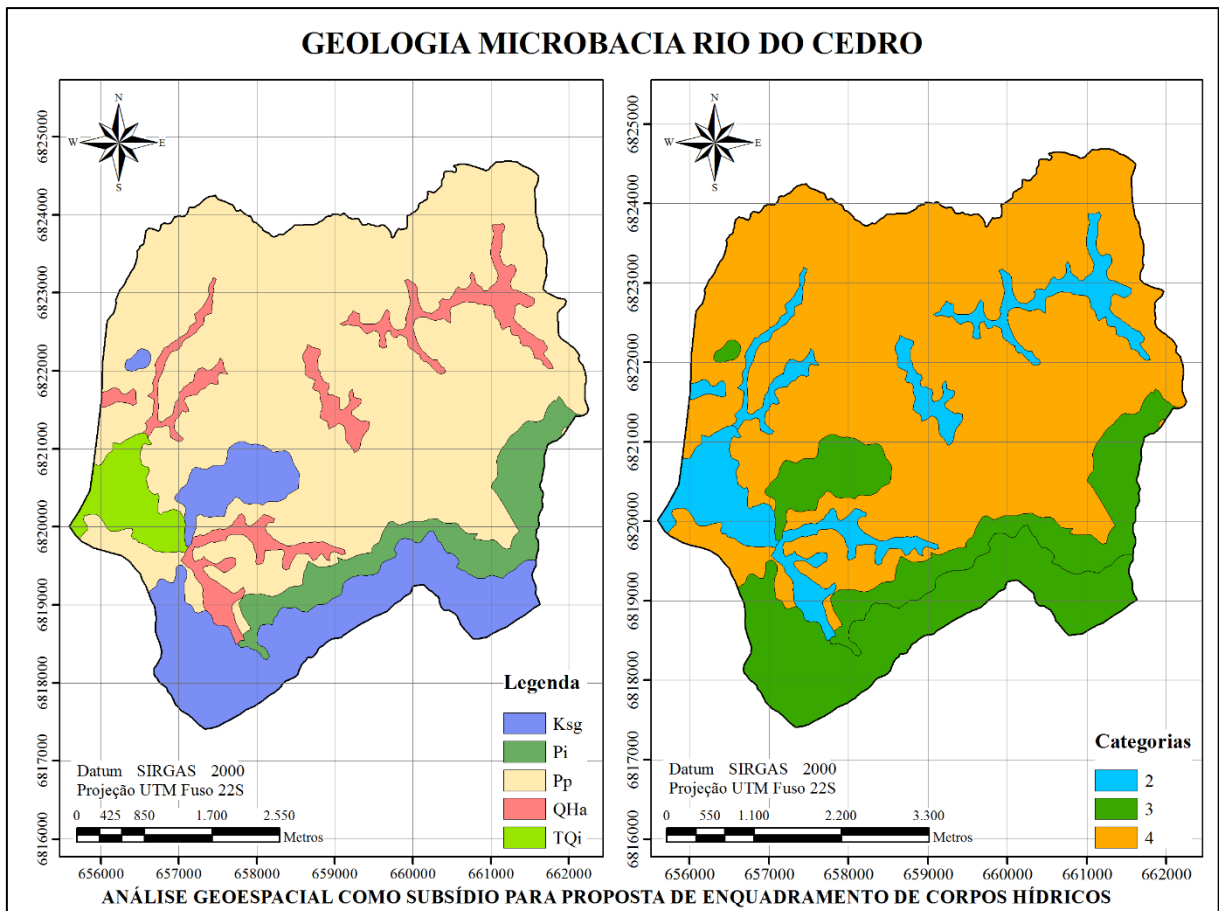 GEOLOGIA MICROBACIA RIO DO CEDRO
N
W E
S
6825000
6824000
6823000
6822000
6821000
6820000
6819000
6818000
6817000
6816000
Legenda
Ksg
Pi
Pp
QHa
TQi
Datum SIRGAS 2000
Projeção UTM Fuso 22S
0 425 850 1.700 2.550
Metros
656000 657000 658000 659000 660000 661000 662000
N
W E
S
6825000
6824000
6823000
6822000
6821000
6820000
6819000
6818000
6817000
6816000
Categorias
2
3
4
Datum SIRGAS 2000
Projeção UTM Fuso 22S
0 550 1.100 2.200 3.300
Metros
656000 657000 658000 659000 660000 661000 662000
ANÁLISE GEOESPACIAL COMO SUBSÍDIO PARA PROPOSTA DE ENQUADRAMENTO DE CORPOS HÍDRICOS